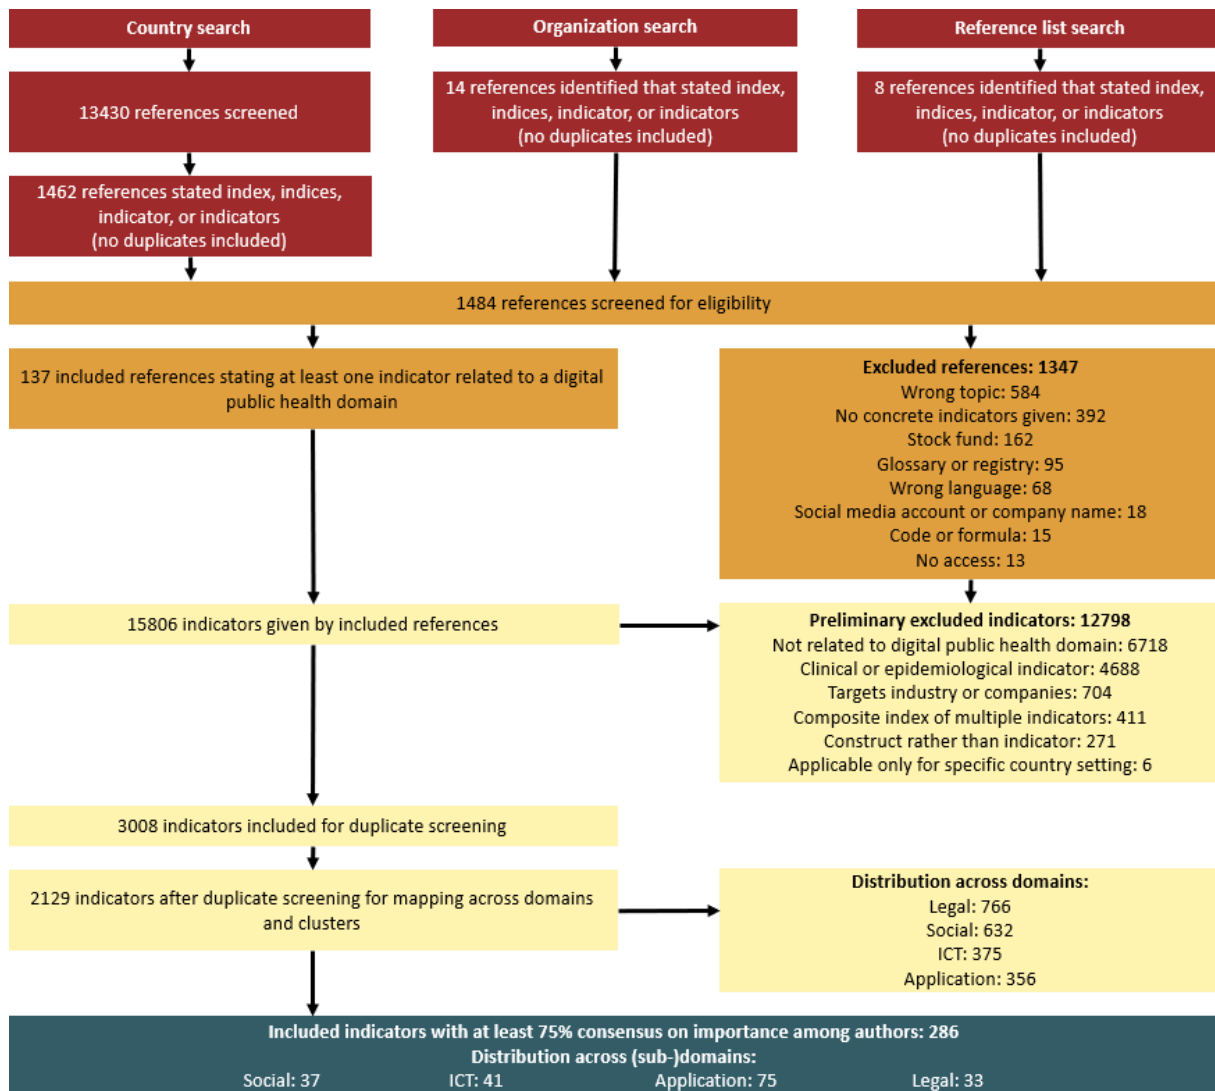 Country search
Organization search
Reference list search
13430 references screened
14 references identified that stated index,
indices, indicator, or indicators
(no duplicates included)
8 references identified that stated index,
indices, indicator, or indicators
(no duplicates included)
1462 references stated index, indices,
indicator, or indicators
(no duplicates included)
1484 references screened for eligibility
137 included references stating at least one indicator related to a digital
public health domain
Excluded references: 1347
Wrong topic: 584
No concrete indicators given: 392
Stock fund: 162
Glossary or registry: 95
Wrong language: 68
Social media account or company name: 18
Code or formula: 15
No access: 13
15806 indicators given by included references
Preliminary excluded indicators: 12798
Not related to digital public health domain: 6718
Clinical or epidemiological indicator: 4688
Targets industry or companies: 704
Composite index of multiple indicators: 411
Construct rather than indicator: 271
Applicable only for specific country setting: 6
3008 indicators included for duplicate screening
2129 indicators after duplicate screening for mapping across domains
and clusters
Distribution across domains:
Legal: 766
Social: 632
ICT: 375
Application: 356
Included indicators with at least 75% consensus on importance among authors: 286
Distribution across (sub-)domains:
Social: 37 ICT: 41 Application: 75 Legal: 33